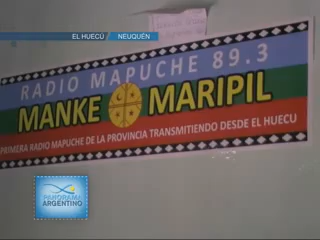 EL HUECÚ / NEUQUÉN
RADIO MAPUCHE 89.3
MANKE MARIPIL
PRIMERA RADIO MAPUCHE DE LA PROVINCIA TRANSMITIENDO DESDE EL HUECU
PANORAMA
ARGENTINO